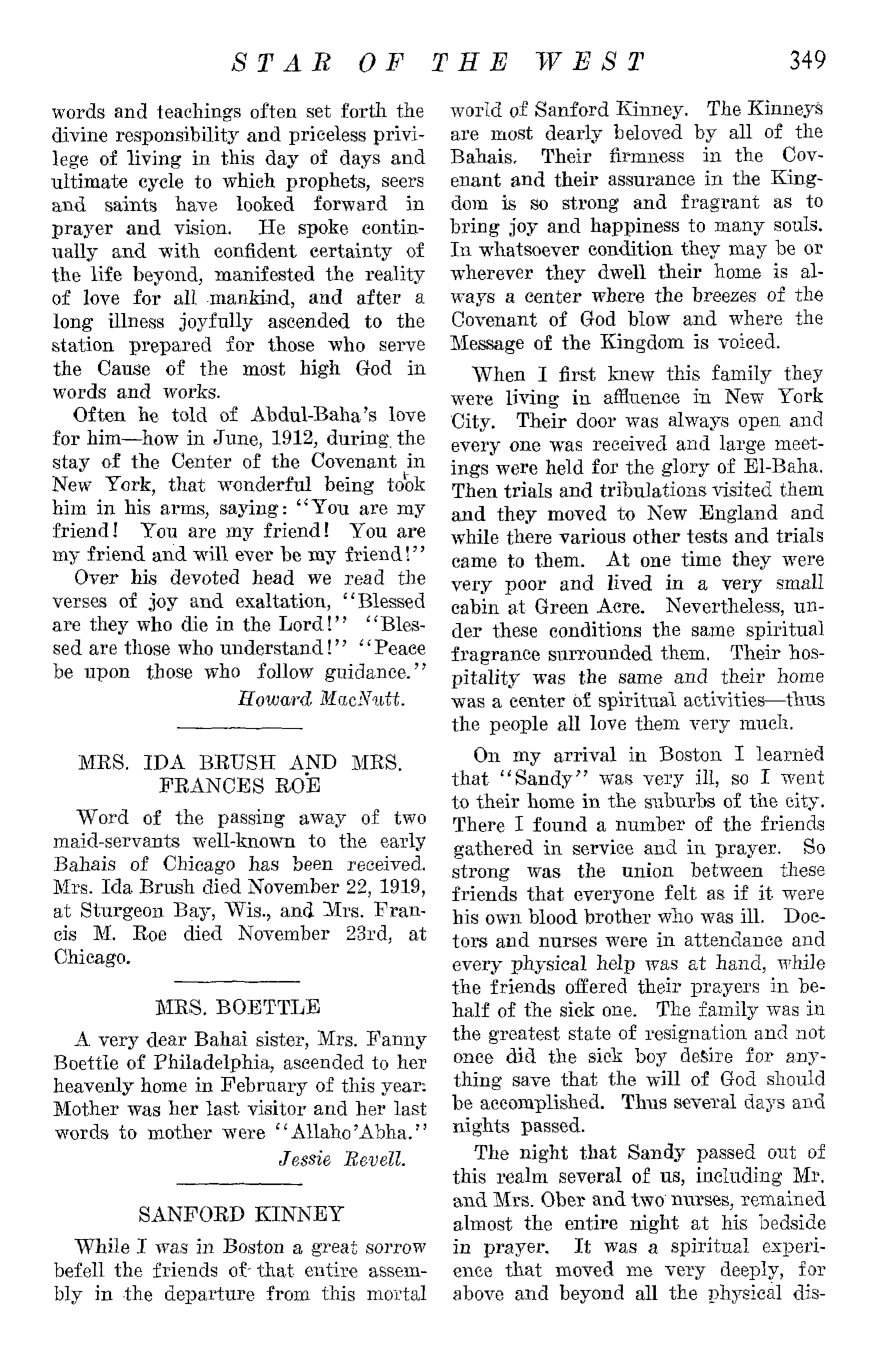 STAR OF THE WEST 349
words and teachings often set forth the
divine responsibility and priceless privi-
lege of living in this day of days and
ultimate cycle to which prophets, seers
and saints have looked forward in
prayer and vision. He spoke contin-
ually and with confident certainty of
the life beyond, manifested the reality
of love for all mankind, and after a
long illness joyfully ascended to the
station prepared for those who serve
the Cause of the most high God in
words and works.
Often he told of Abdul-Baha's love
for him—how in June, 1912, during the
stay of the Center of the Covenant in
New York, that wonderful being took
him in his arms, saying: "You are my
friend! You are my friend! You are
my friend and will ever be my friend!"
Over his devoted head we read the
verses of joy and exaltation, "Blessed
are they who die in the Lord!" "Bles-
sed are those who understand!" "Peace
be upon those who follow guidance."
Howard MacNutt.
MRS. IDA BRUSH AND MRS.
FRANCES ROE
Word of the passing away of two
maid-servants well-known to the early
Bahais of Chicago has been received.
Mrs. Ida Brush died November 22, 1919,
at Sturgeon Bay, Wis., and Mrs. Fran-
cis M. Roe died November 23rd, at
Chicago.
MRS. BOETTLE
A very dear Bahai sister, Mrs. Fanny
Boettle of Philadelphia, ascended to her
heavenly home in February of this year.
Mother was her last visitor and her last
words to mother were "Allaho'Abha."
Jessie Revell.
SANFORD KINNEY
While I was in Boston a great sorrow
befell the friends of that entire assem-
bly in the departure from this mortal
world of Sanford Kinney. The Kinneys
are most dearly beloved by all of the
Bahais. Their firmness in the Cov-
enant and their assurance in the King-
dom is so strong and fragrant as to
bring joy and happiness to many souls.
In whatsoever condition they may be or
wherever they dwell their home is al-
ways a center where the breezes of the
Covenant of God blow and where the
Message of the Kingdom is voiced.
When I first knew this family they
were living in affluence in New York
City. Their door was always open and
every one was received and large meet-
ings were held for the glory of El-Baha.
Then trials and tribulations visited them
and they moved to New England and
while there various other tests and trials
came to them. At one time they were
very poor and lived in a very small
cabin at Green Acre. Nevertheless, un-
der these conditions the same spiritual
fragrance surrounded them. Their hos-
pitality was the same and their home
was a center of spiritual activities—thus
the people all love them very much.
On my arrival in Boston I learned
that "Sandy" was very ill, so I went
to their home in the suburbs of the city.
There I found a number of the friends
gathered in service and in prayer. So
strong was the union between these
friends that everyone felt as if it were
his own blood brother who was ill. Doc-
tors and nurses were in attendance and
every physical help was at hand, while
the friends offered their prayers in be-
half of the sick one. The family was in
the greatest state of resignation and not
once did the sick boy desire for any-
thing save that the will of God should
be accomplished. Thus several days and
nights passed.
The night that Sandy passed out of
this realm several of us, including Mr.
and Mrs. Ober and two nurses, remained
almost the entire night at his bedside
in prayer. It was a spiritual experi-
ence that moved me very deeply, for
above and beyond all the physical dis-